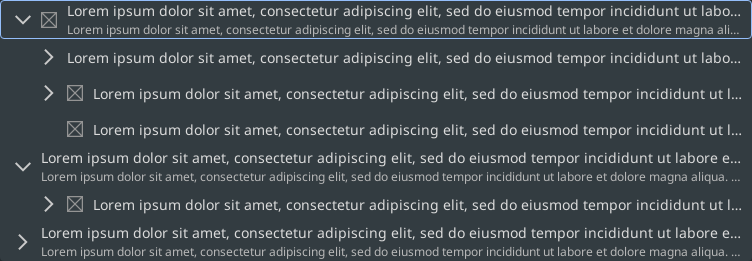 Lorem ipsum dolor sit amet, consectetur adipiscing elit, sed do eiusmod tempor incididunt ut labo...
Lorem ipsum dolor sit amet, consectetur adipiscing elit, sed do eiusmod tempor incididunt ut labore et dolore magna ali...
Lorem ipsum dolor sit amet, consectetur adipiscing elit, sed do eiusmod tempor incididunt ut labo...
Lorem ipsum dolor sit amet, consectetur adipiscing elit, sed do eiusmod tempor incididunt ut l...
Lorem ipsum dolor sit amet, consectetur adipiscing elit, sed do eiusmod tempor incididunt ut l...
Lorem ipsum dolor sit amet, consectetur adipiscing elit, sed do eiusmod tempor incididunt ut labore e...
Lorem ipsum dolor sit amet, consectetur adipiscing elit, sed do eiusmod tempor incididunt ut labore et dolore magna aliqua. ...
Lorem ipsum dolor sit amet, consectetur adipiscing elit, sed do eiusmod tempor incididunt ut l...
Lorem ipsum dolor sit amet, consectetur adipiscing elit, sed do eiusmod tempor incididunt ut labore e...
Lorem ipsum dolor sit amet, consectetur adipiscing elit, sed do eiusmod tempor incididunt ut labore et dolore magna aliqua. ...